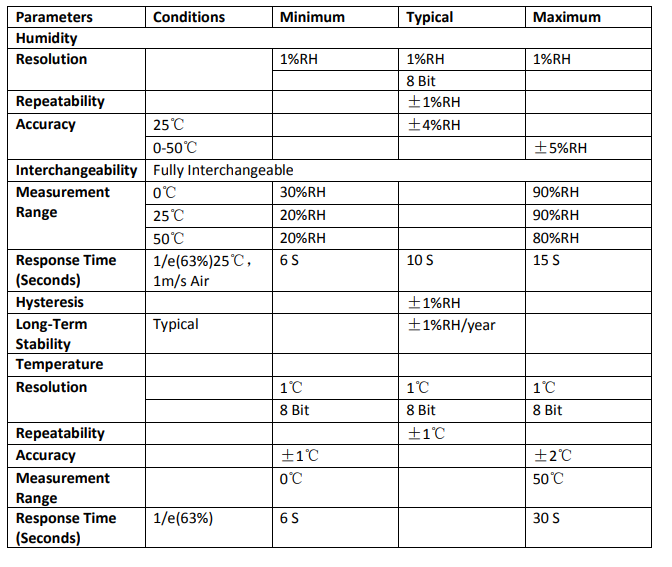 Parameters Conditions Minimum Typical Maximum
Humidity
Resolution 1%RH 1%RH 1%RH
8 Bit
Repeatability ±1%RH
Accuracy 25℃ ±4%RH
0-50℃ ±5%RH
Interchangeability Fully Interchangeable
Measurement 0℃ 30%RH 90%RH
Range 25℃ 20%RH 90%RH
50℃ 20%RH 80%RH
Response Time 1/e(63%)25℃， 6 S 10 S 15 S
(Seconds) 1m/s Air
Hysteresis ±1%RH
Long-Term Typical ±1%RH/year
Stability
Temperature
Resolution 1℃ 1℃ 1℃
8 Bit 8 Bit 8 Bit
Repeatability ±1℃
Accuracy ±1℃ ±2℃
Measurement 0℃ 50℃
Range
Response Time 1/e(63%) 6 S 30 S
(Seconds)